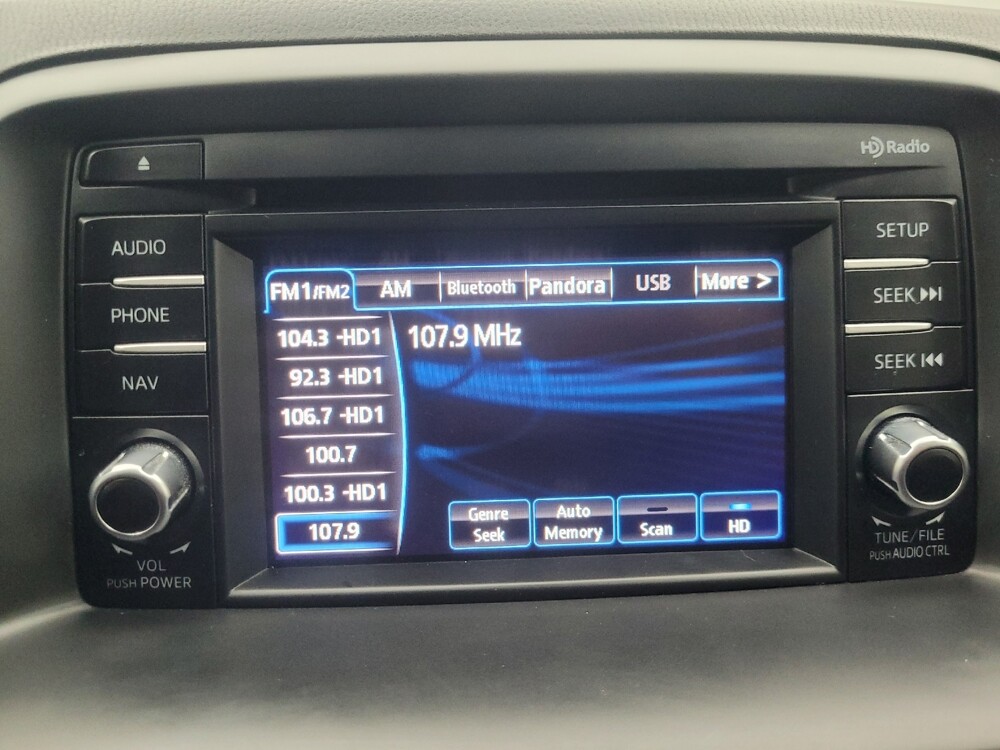 HD Radio
AUDIO
PHONE
NAV
VOL
PUSH POWER
FM1/FM2 AM Bluetooth Pandora USB More >
104.3 -HD1
92.3 -HD1
106.7 -HD1
100.7
100.3 -HD1
107.9
107.9 MHz
Genre Seek
Auto Memory
Scan
HD
SETUP
SEEK
SEEK
TUNE/FILE
PUSH AUDIO CTRL